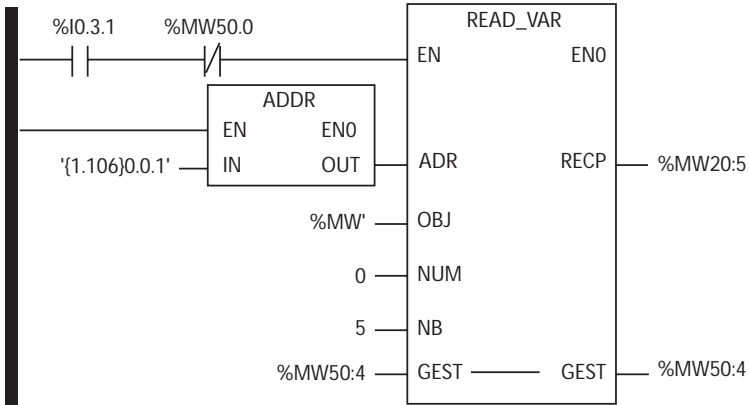 %I0.3.1 %MW50.0 READ_VAR
EN EN0
ADDR
EN EN0
'{1.106}0.0.1' IN OUT ADR RECP %MW20:5
%MW' OBJ
0 NUM
5 NB
%MW50:4 GEST GEST %MW50:4